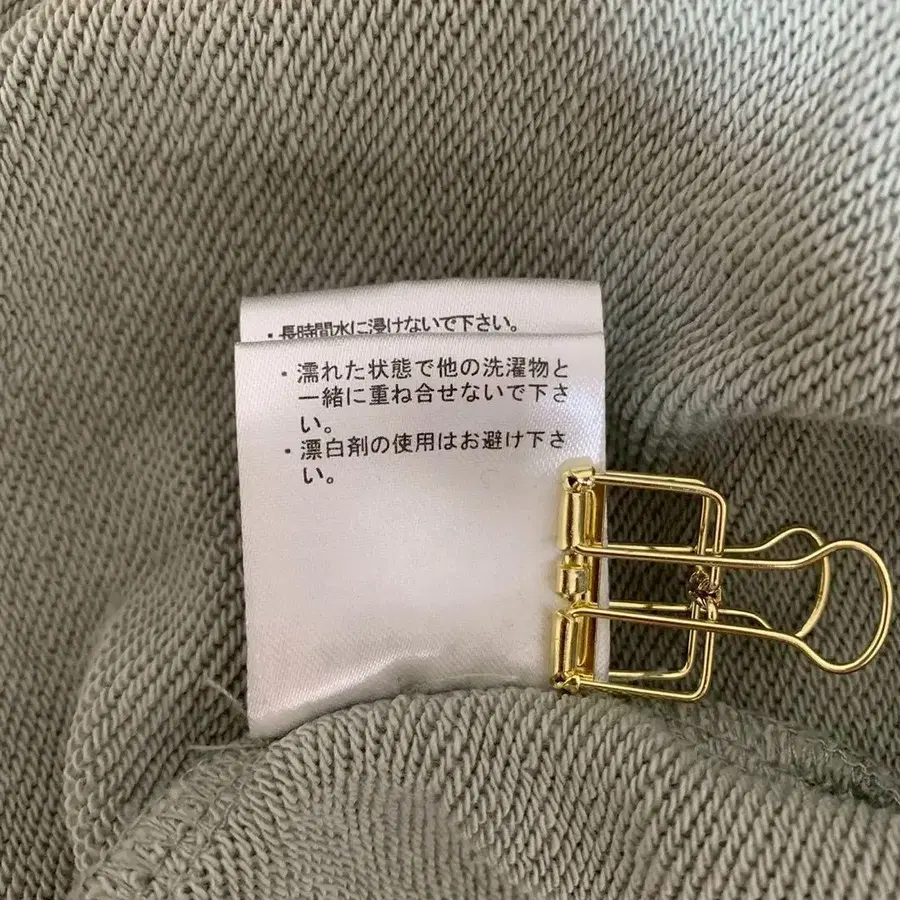 ・長時間水に浸けないで下さい。
・濡れた状態で他の洗濯物と
一緒に重ね合せないで下さ
い。
・漂白剤の使用はお避け下さ
い。